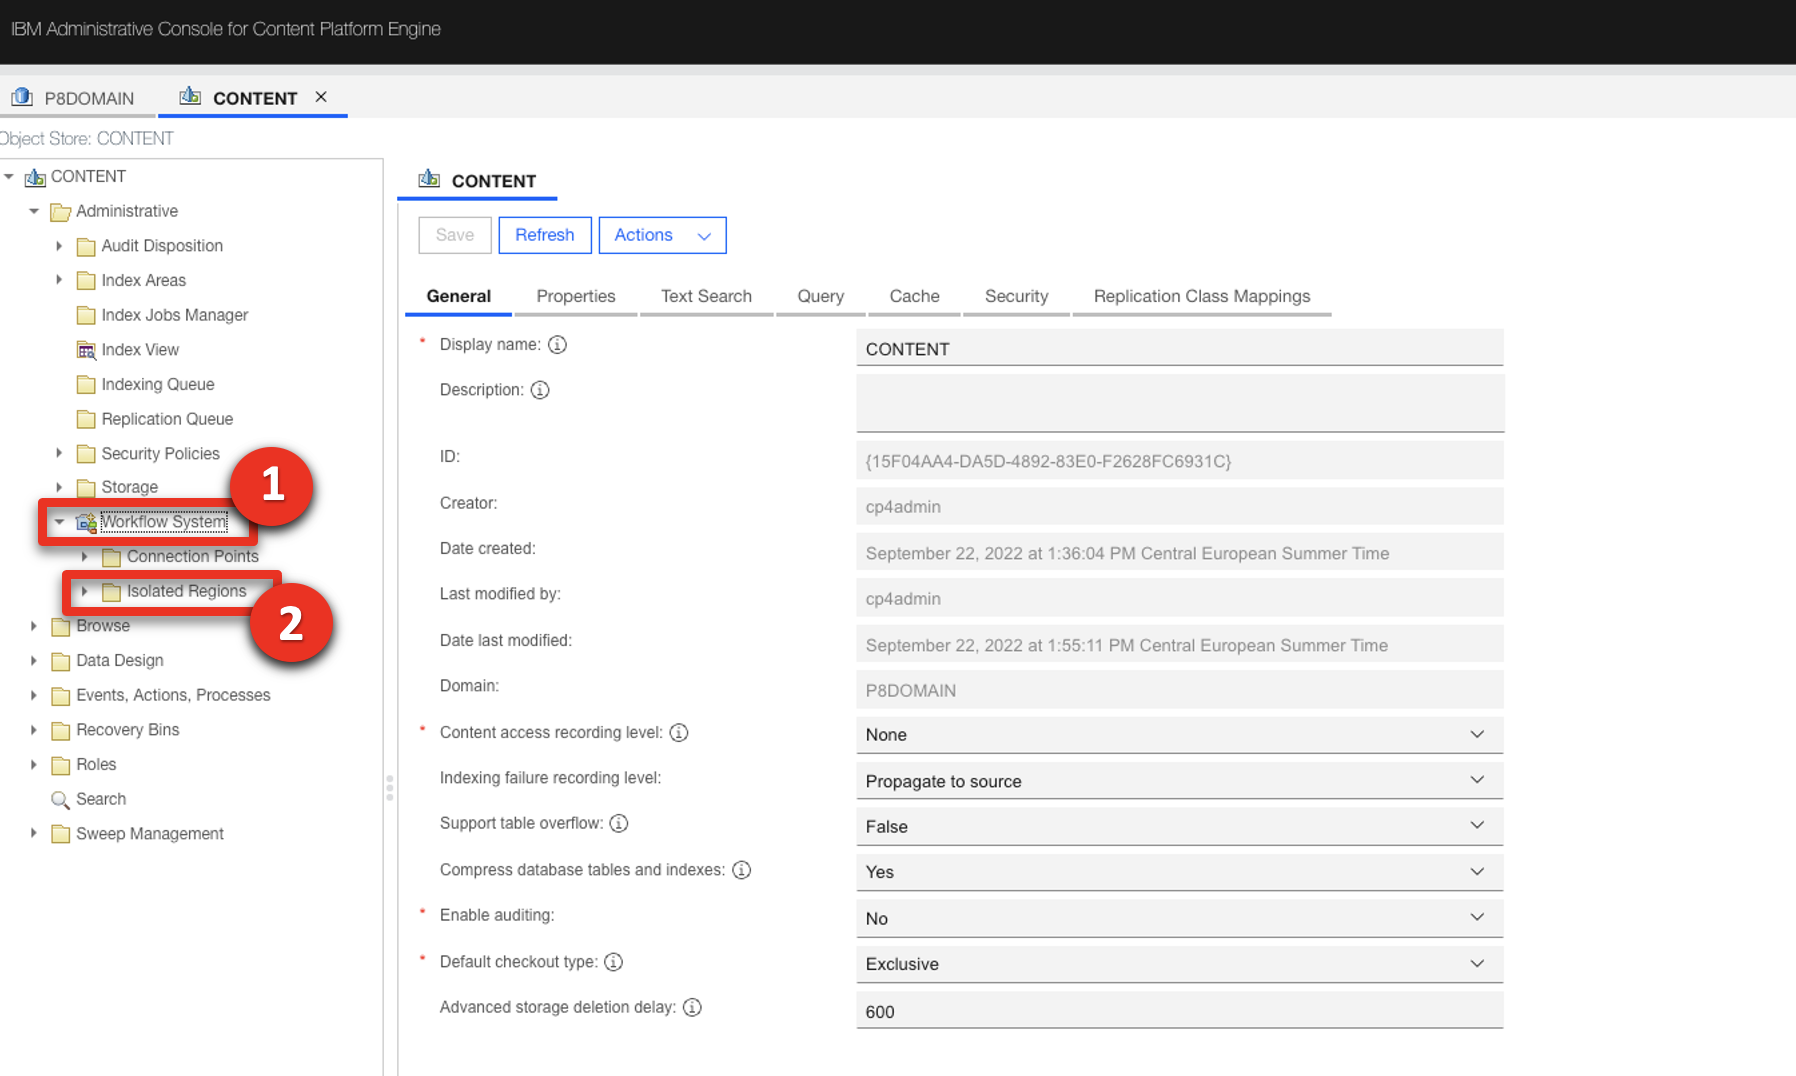 IBM Administrative Console for Content Platform Engine
P8DOMAIN
CONTENT
Object Store: CONTENT
CONTENT
Administrative
Audit Disposition
Index Areas
Index Jobs Manager
Index View
Indexing Queue
Replication Queue
Security Policies
Storage
1
Workflow System
Connection Points
Isolated Regions
2
Browse
Data Design
Events, Actions, Processes
Recovery Bins
Roles
Search
Sweep Management
CONTENT
Save Refresh Actions
General Properties Text Search Query Cache Security Replication Class Mappings
* Display name: CONTENT
Description:
ID: {15F04AA4-DA5D-4892-83E0-F2628FC6931C}
Creator: cp4admin
Date created: September 22, 2022 at 1:36:04 PM Central European Summer Time
Last modified by: cp4admin
Date last modified: September 22, 2022 at 1:55:11 PM Central European Summer Time
Domain: P8DOMAIN
* Content access recording level: None
Indexing failure recording level: Propagate to source
Support table overflow: False
Compress database tables and indexes: Yes
* Enable auditing: No
* Default checkout type: Exclusive
Advanced storage deletion delay: 600